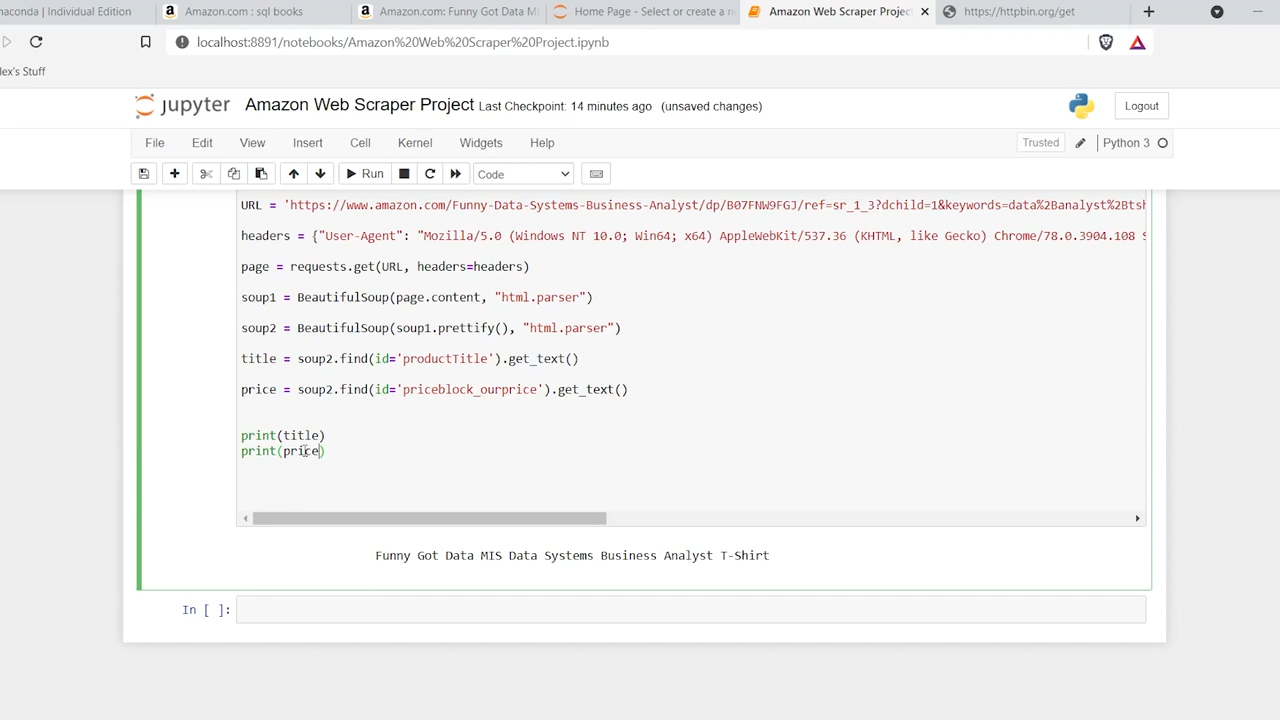 naconda | Individual Edition
Amazon.com : sql books
Amazon.com: Funny Got Data MI
Home Page - Select or create a n
Amazon Web Scraper Project
https://httpbin.org/get
localhost:8891/notebooks/Amazon%20Web%20Scraper%20Project.ipynb
lex's Stuff
jupyter Amazon Web Scraper Project Last Checkpoint: 14 minutes ago (unsaved changes)
Logout
File Edit View Insert Cell Kernel Widgets Help
Trusted
Python 3
Run
Code
URL = 'https://www.amazon.com/Funny-Data-Systems-Business-Analyst/dp/B07FNW9FGJ/ref=sr_1_3?dchild=1&keywords=data%2Banalyst%2Btsh
headers = {"User-Agent": "Mozilla/5.0 (Windows NT 10.0; Win64; x64) AppleWebKit/537.36 (KHTML, like Gecko) Chrome/78.0.3904.108 S
page = requests.get(URL, headers=headers)
soup1 = BeautifulSoup(page.content, "html.parser")
soup2 = BeautifulSoup(soup1.prettify(), "html.parser")
title = soup2.find(id='productTitle').get_text()
price = soup2.find(id='priceblock_ourprice').get_text()
print(title)
print(price)
Funny Got Data MIS Data Systems Business Analyst T-Shirt
In [ ]: